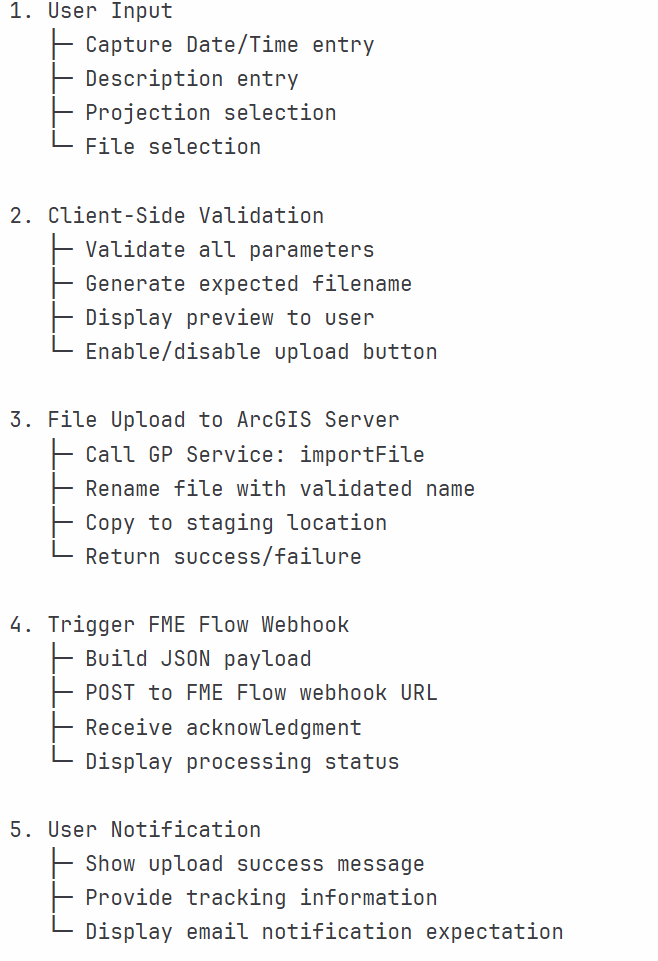 1. User Input
   ├─ Capture Date/Time entry
   ├─ Description entry
   ├─ Projection selection
   └─ File selection

2. Client-Side Validation
   ├─ Validate all parameters
   ├─ Generate expected filename
   ├─ Display preview to user
   └─ Enable/disable upload button

3. File Upload to ArcGIS Server
   ├─ Call GP Service: importFile
   ├─ Rename file with validated name
   ├─ Copy to staging location
   └─ Return success/failure

4. Trigger FME Flow Webhook
   ├─ Build JSON payload
   ├─ POST to FME Flow webhook URL
   ├─ Receive acknowledgment
   └─ Display processing status

5. User Notification
   ├─ Show upload success message
   ├─ Provide tracking information
   └─ Display email notification expectation